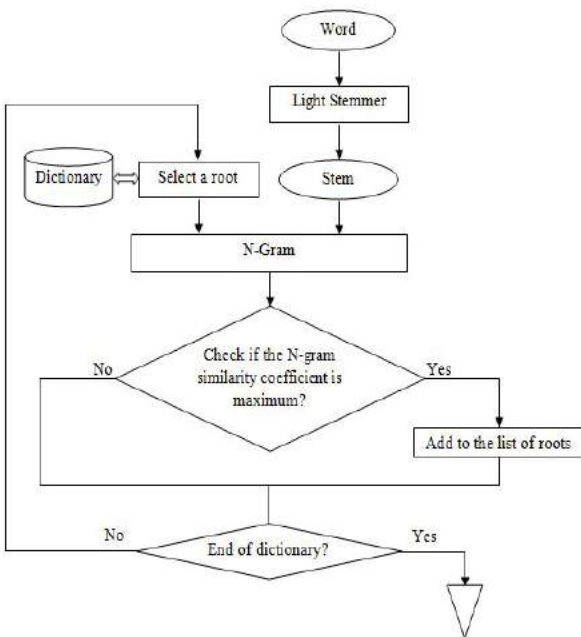 Word
Light Stemmer
Dictionary
Select a root
Stem
N-Gram
Check if the N-gram
similarity coefficient is
maximum?
No
Yes
Add to the list of roots
No
End of dictionary?
Yes